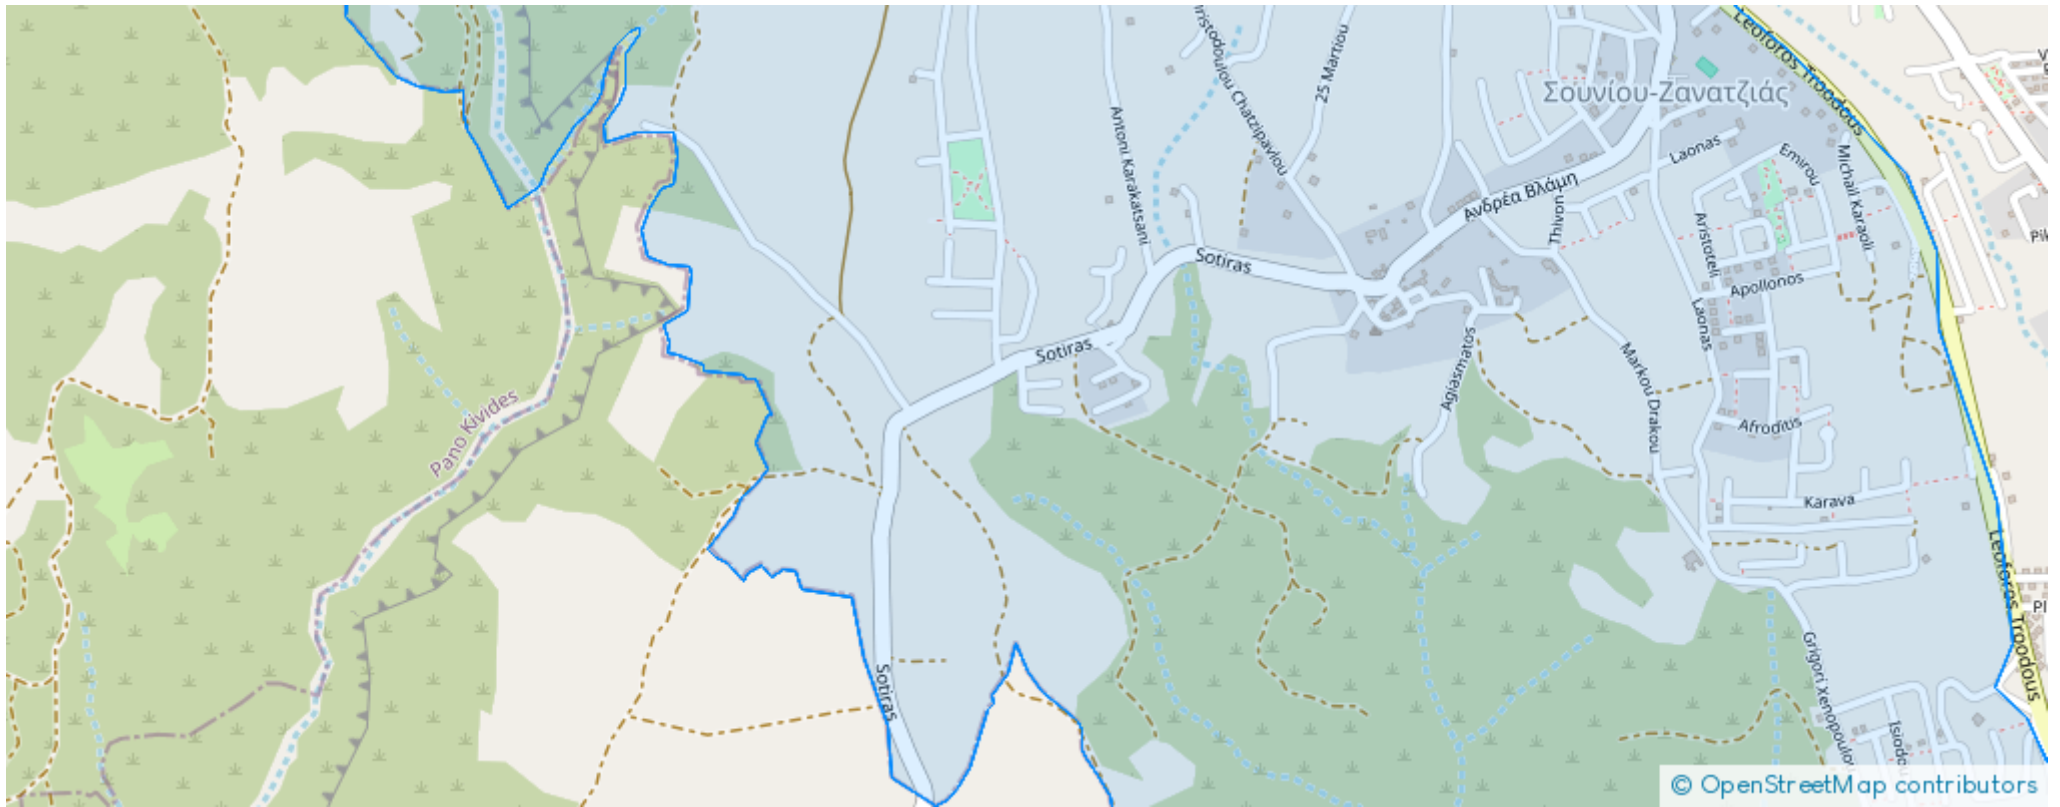 Leoforos Troodous
Christodoulou Chatzipavlou
25 Martiou
Σουνίου-Ζανατζιάς
Antoni Karakatsani
Laonas
Emirou
Michail Karaoli
Ανδρέα Βλάμη
Thivon
Aristoteli
Sotiras
Apollonos
Laonas
Sotiras
Agiasmatos
Markou Drakou
Pano Kivides
Afroditis
Karava
Leoforos Troodous
Sotiras
Grigori Xenopoulou
Isiodou
© OpenStreetMap contributors